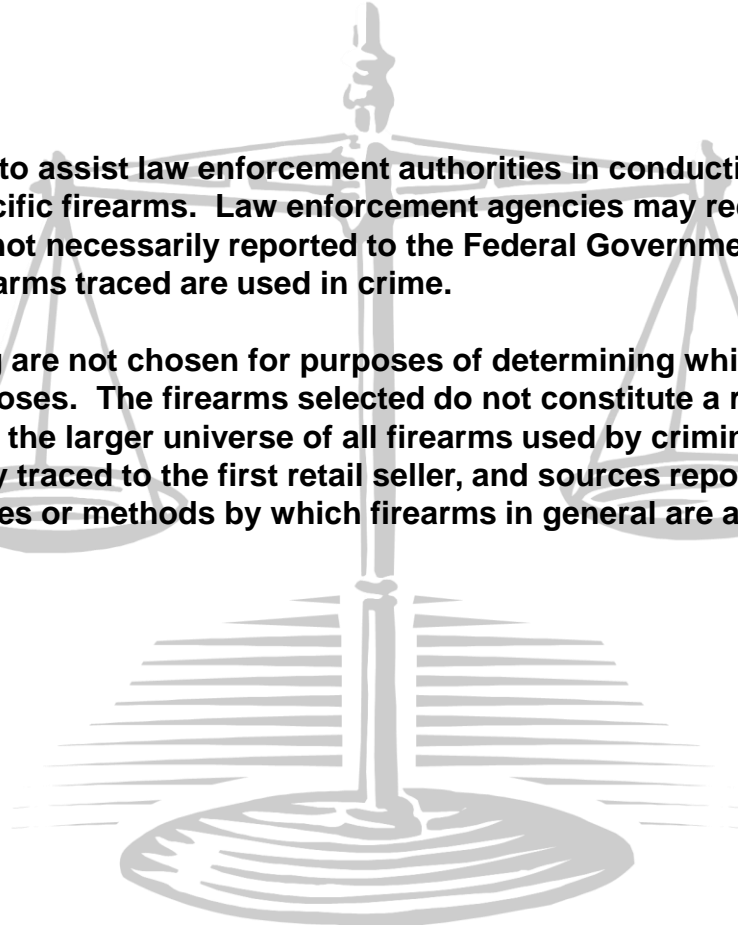 to assist law enforcement authorities in conducti
cific firearms. Law enforcement agencies may re
not necessarily reported to the Federal Governme
arms traced are used in crime.
g are not chosen for purposes of determining whi
oses. The firearms selected do not constitute a r
the larger universe of all firearms used by crimin
y traced to the first retail seller, and sources repo
es or methods by which firearms in general are a